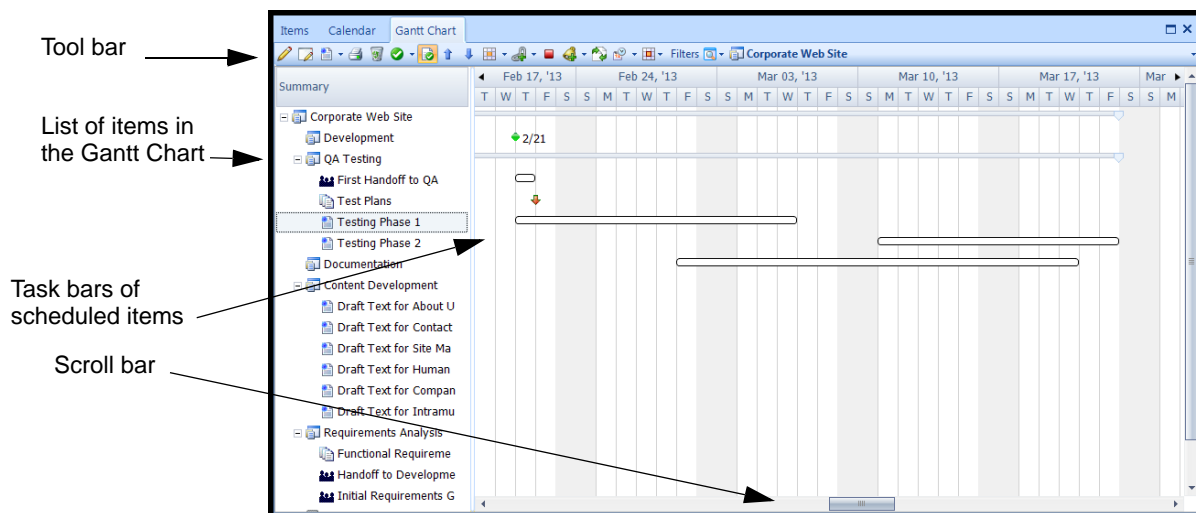 Tool bar
List of items in
the Gantt Chart
Task bars of
scheduled items
Scroll bar
Items Calendar Gantt Chart
Filters Corporate Web Site
Summary
Feb 17, '13 Feb 24, '13 Mar 03, '13 Mar 10, '13 Mar 17, '13 Mar
T W T F S S M T W T F S S M T W T F S S M T W T F S S M T W T F S S M
Corporate Web Site
Development 2/21
QA Testing
First Handoff to QA
Test Plans
Testing Phase 1
Testing Phase 2
Documentation
Content Development
Draft Text for About U
Draft Text for Contact
Draft Text for Site Ma
Draft Text for Human
Draft Text for Compan
Draft Text for Intramu
Requirements Analysis
Functional Requireme
Handoff to Developme
Initial Requirements G